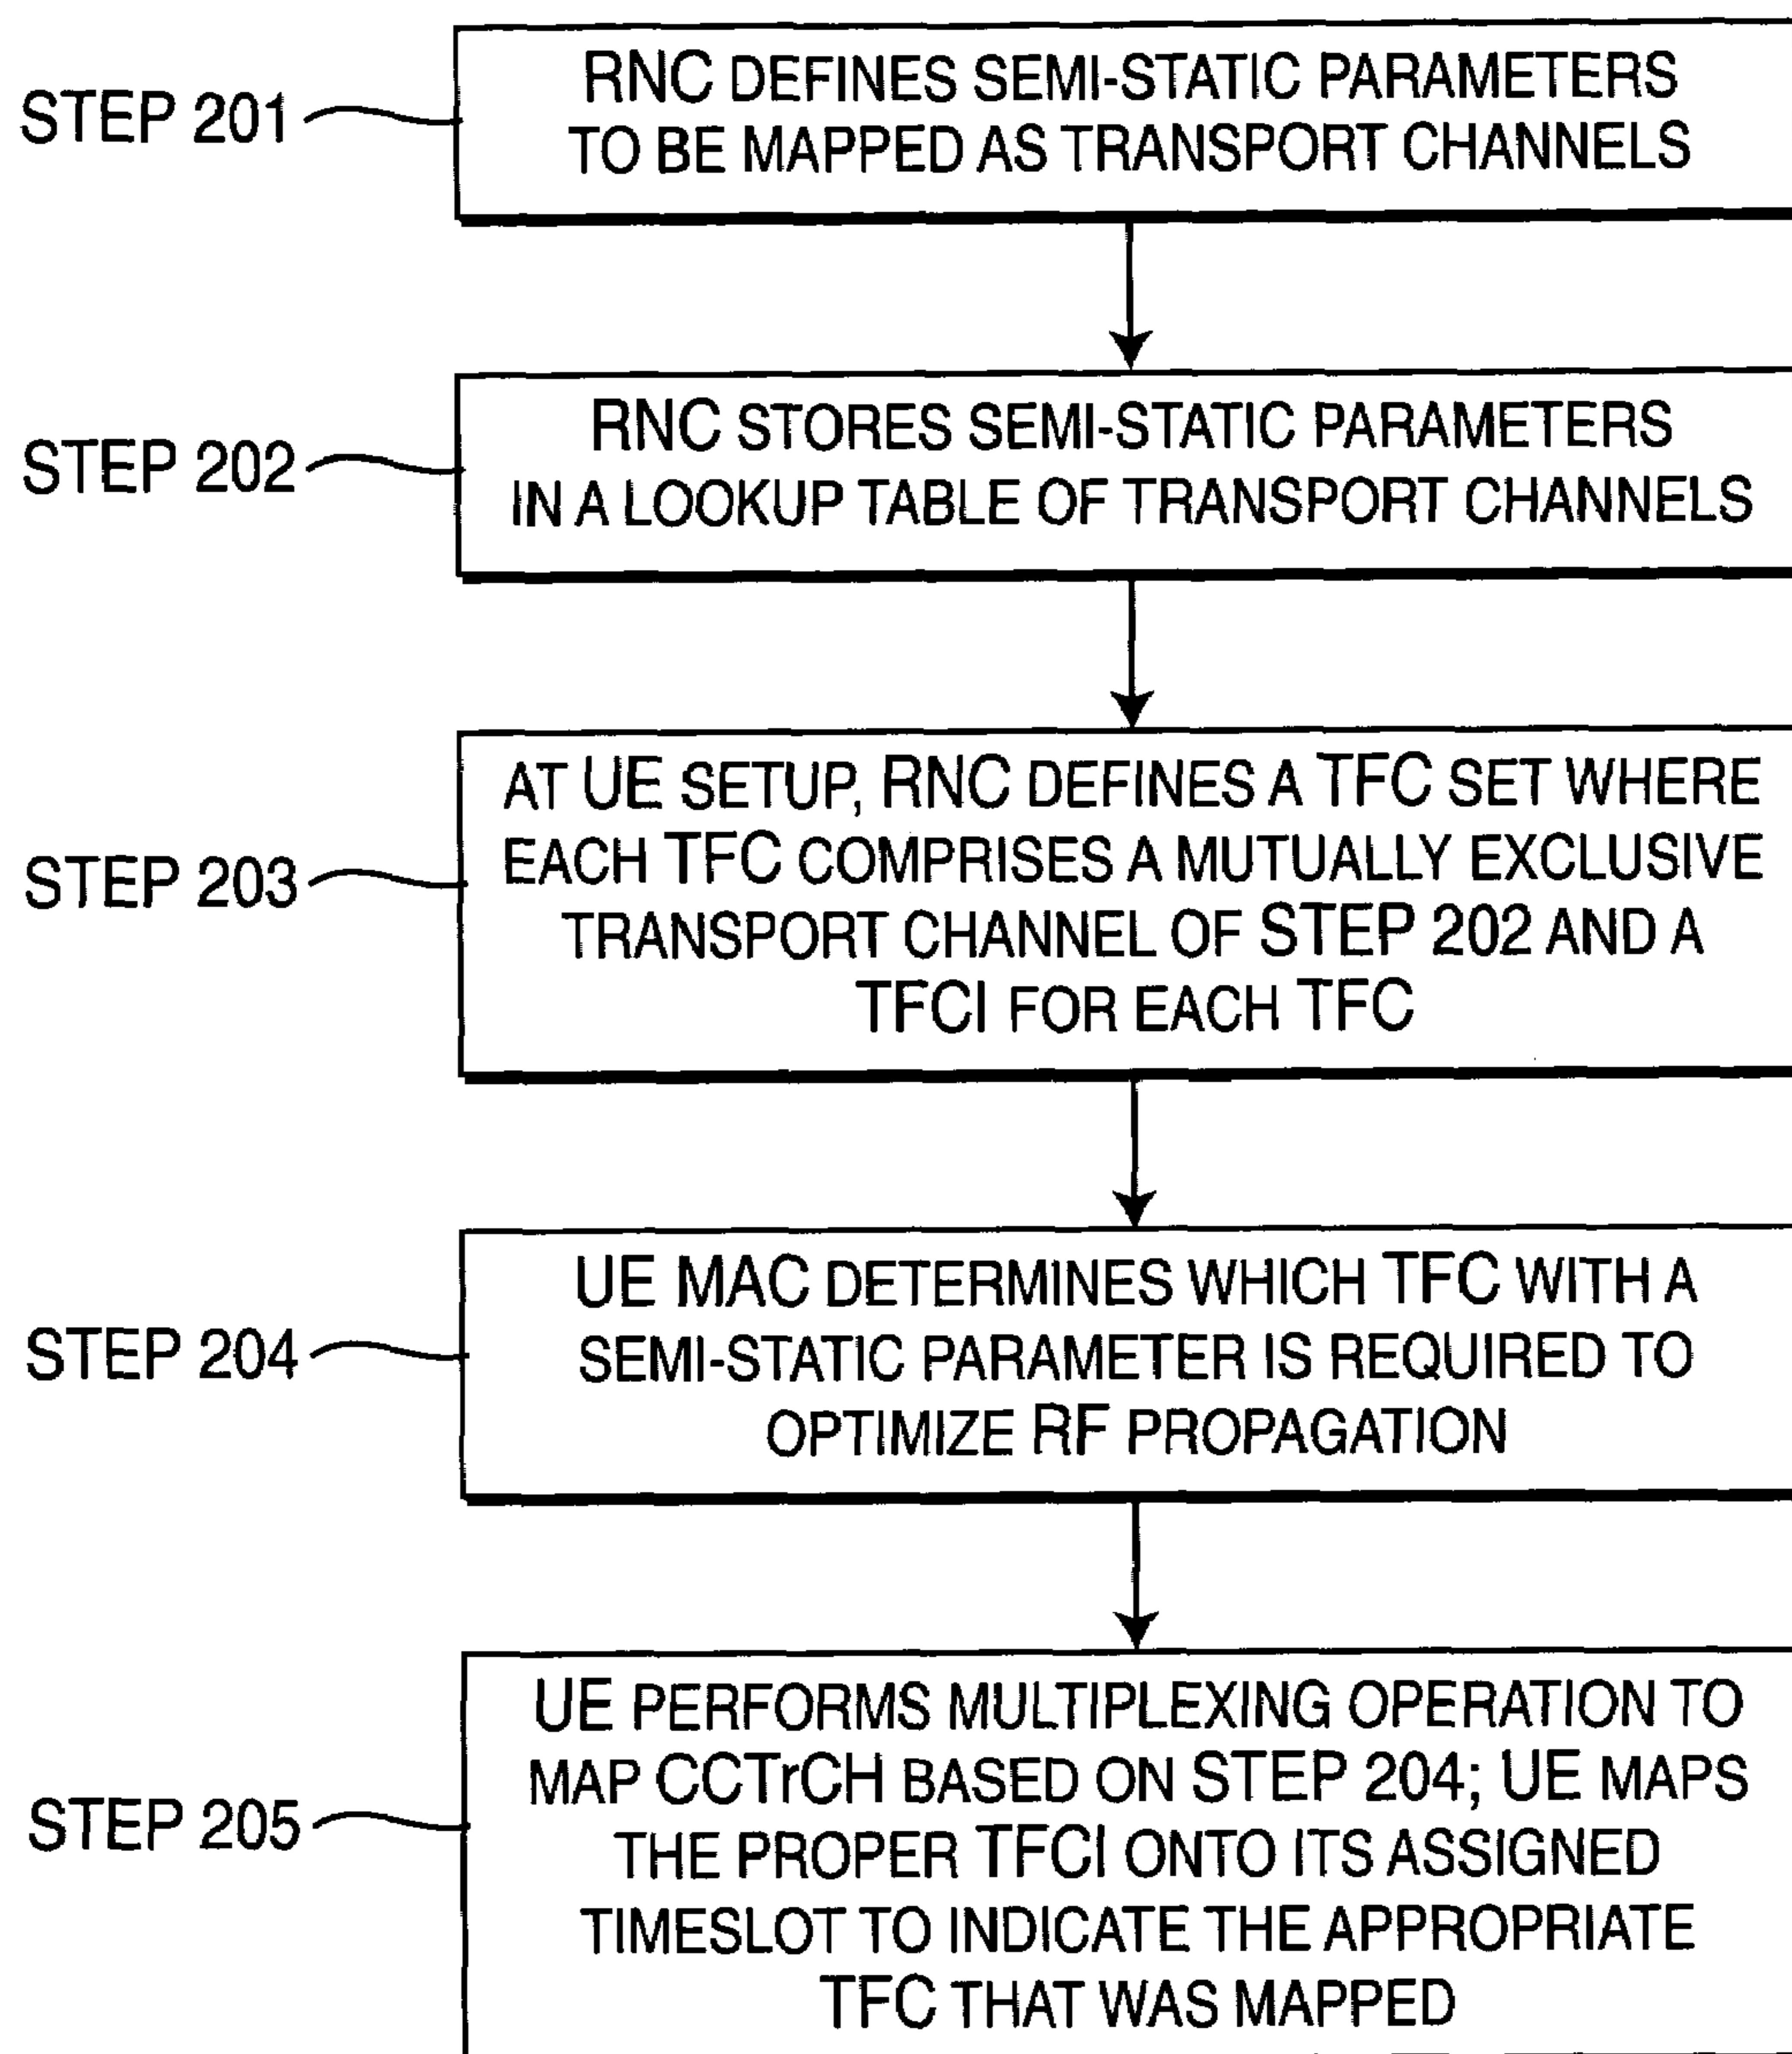 STEP 201
RNC DEFINES SEMI-STATIC PARAMETERS
TO BE MAPPED AS TRANSPORT CHANNELS
STEP 202
RNC STORES SEMI-STATIC PARAMETERS
IN A LOOKUP TABLE OF TRANSPORT CHANNELS
STEP 203
AT UE SETUP, RNC DEFINES A TFC SET WHERE
EACH TFC COMPRISES A MUTUALLY EXCLUSIVE
TRANSPORT CHANNEL OF STEP 202 AND A
TFCI FOR EACH TFC
STEP 204
UE MAC DETERMINES WHICH TFC WITH A
SEMI-STATIC PARAMETER IS REQUIRED TO
OPTIMIZE RF PROPAGATION
STEP 205
UE PERFORMS MULTIPLEXING OPERATION TO
MAP CCTrCH BASED ON STEP 204; UE MAPS
THE PROPER TFCI ONTO ITS ASSIGNED
TIMESLOT TO INDICATE THE APPROPRIATE
TFC THAT WAS MAPPED